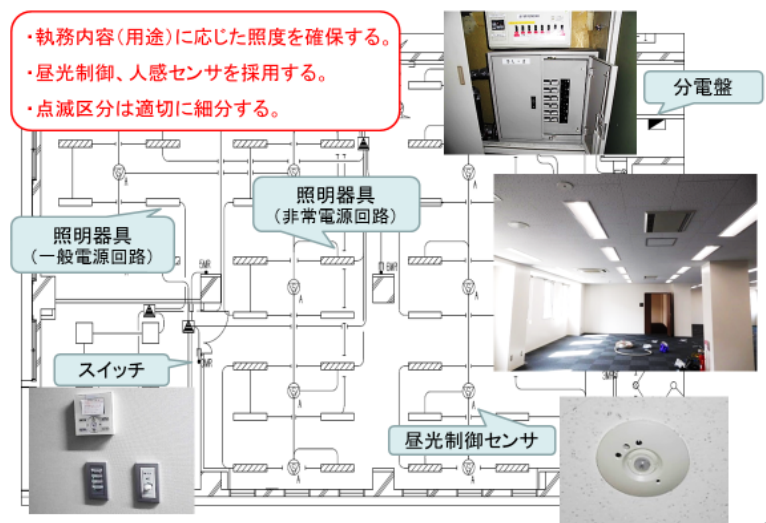 ・執務内容(用途)に応じた照度を確保する。
・昼光制御、人感センサを採用する。
・点滅区分は適切に細分する。
分電盤
照明器具
(非常電源回路)
照明器具
(一般電源回路)
スイッチ
昼光制御センサ